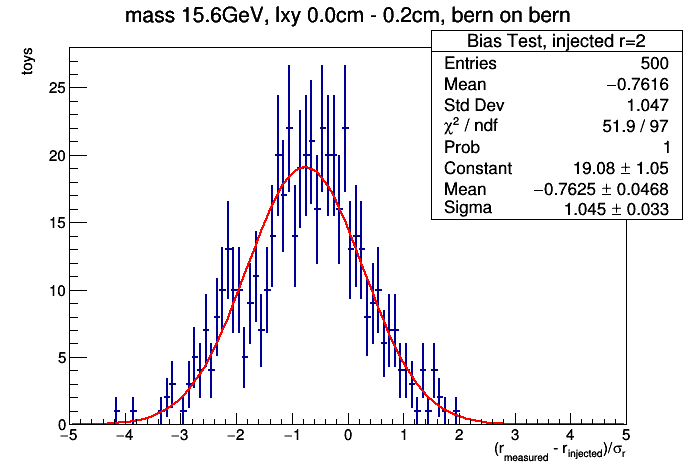 mass 15.6GeV, lxy 0.0cm - 0.2cm, bern on bern
toys
Bias Test, injected r=2
Entries 500
Mean −0.7616
Std Dev 1.047
χ² / ndf 51.9 / 97
Prob 1
Constant 19.08 ± 1.05
Mean −0.7625 ± 0.0468
Sigma 1.045 ± 0.033
25
20
15
10
5
0
−5 −4 −3 −2 −1 0 1 2 3 4 5
(r_measured - r_injected)/σ_r